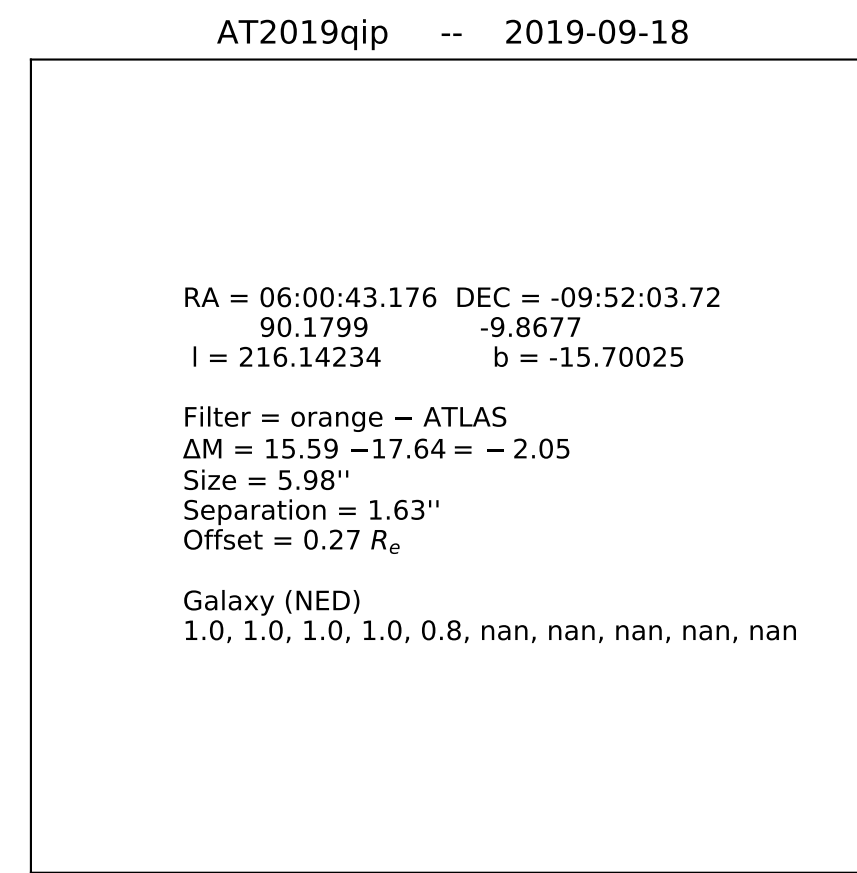 AT2019qip -- 2019-09-18
RA = 06:00:43.176 DEC = -09:52:03.72
90.1799 -9.8677
l = 216.14234 b = -15.70025
Filter = orange − ATLAS
ΔM = 15.59 −17.64 = − 2.05
Size = 5.98''
Separation = 1.63''
Offset = 0.27 Re
Galaxy (NED)
1.0, 1.0, 1.0, 1.0, 0.8, nan, nan, nan, nan, nan